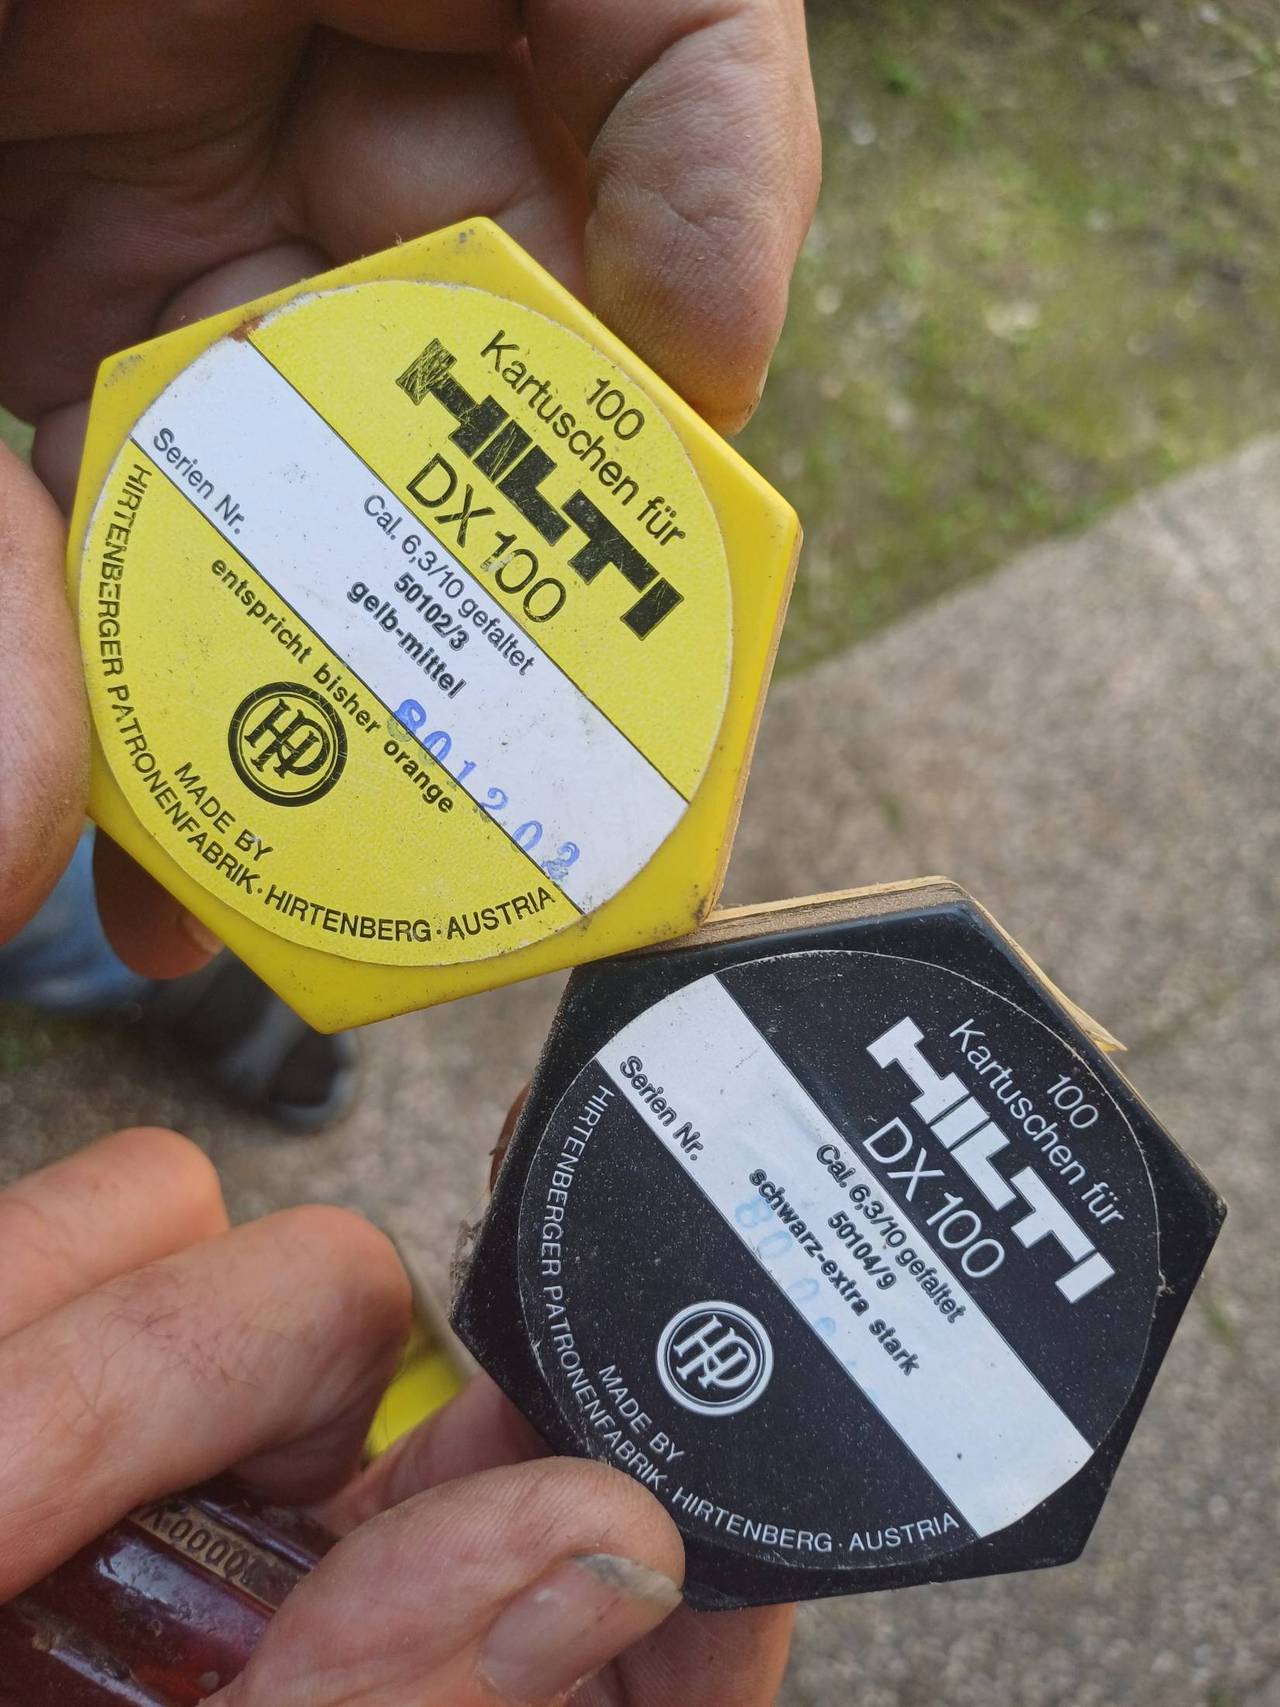 100
Kartuschen für
HILTI
DX 100
Cal. 6,3/10 gefaltet
50102/3
gelb-mittel
Serien Nr.
801202
entspricht bisher orange
HP
MADE BY
HIRTENBERGER PATRONENFABRIK · HIRTENBERG · AUSTRIA
100
Kartuschen für
HILTI
DX 100
Cal. 6,3/10 gefaltet
50104/9
schwarz-extra stark
Serien Nr.
HP
MADE BY
HIRTENBERGER PATRONENFABRIK · HIRTENBERG · AUSTRIA